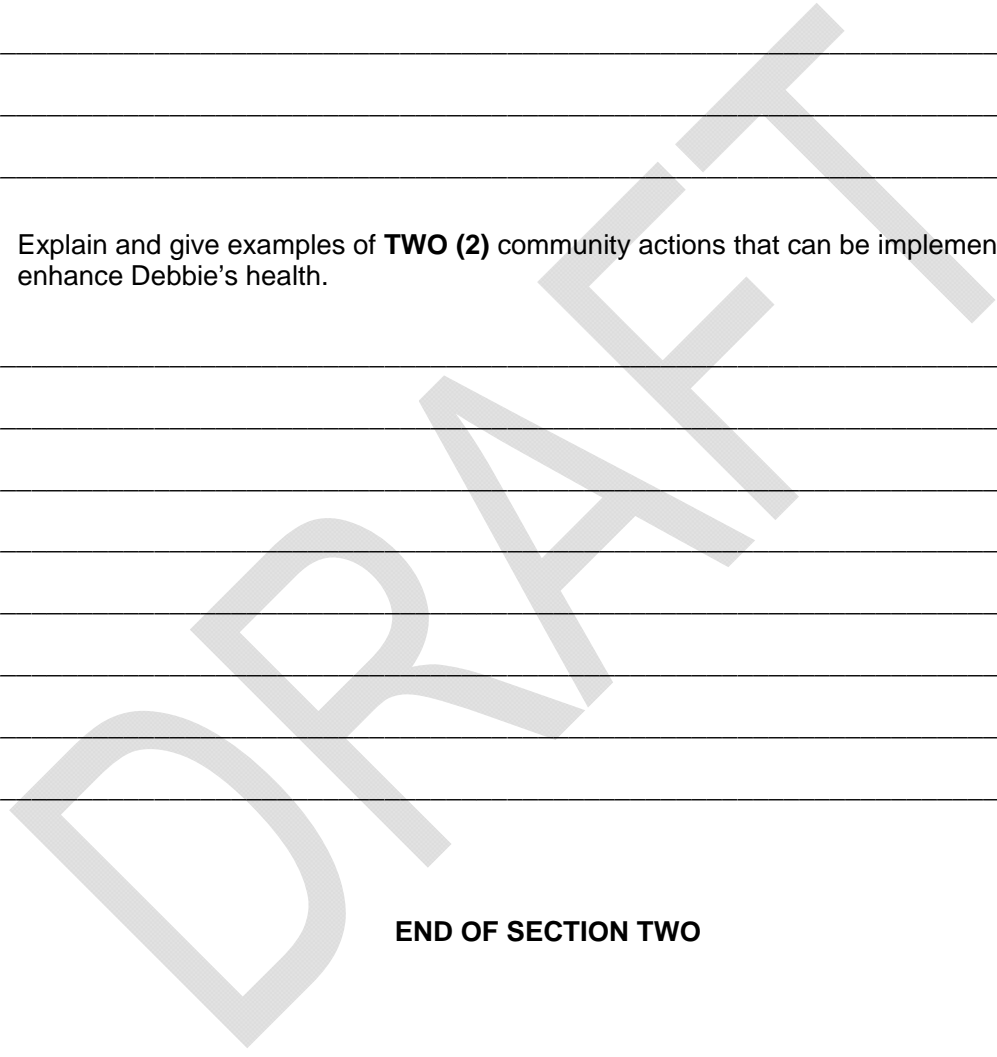 Explain and give examples of TWO (2) community actions that can be
enhance Debbie's health.
END OF SECTION TWO
DRAFT